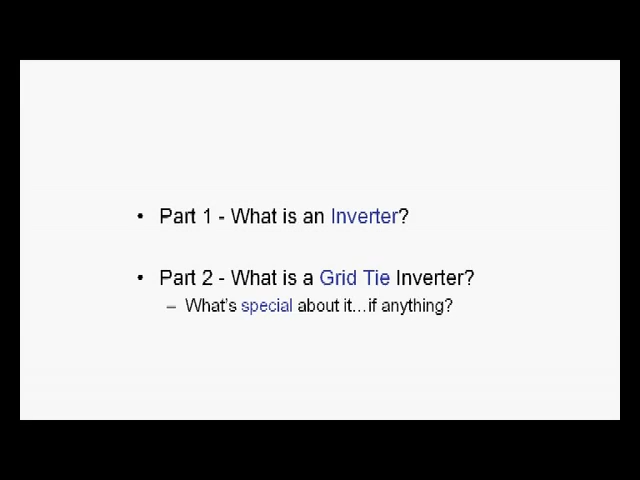 • Part 1 - What is an Inverter?
• Part 2 - What is a Grid Tie Inverter?
– What's special about it...if anything?